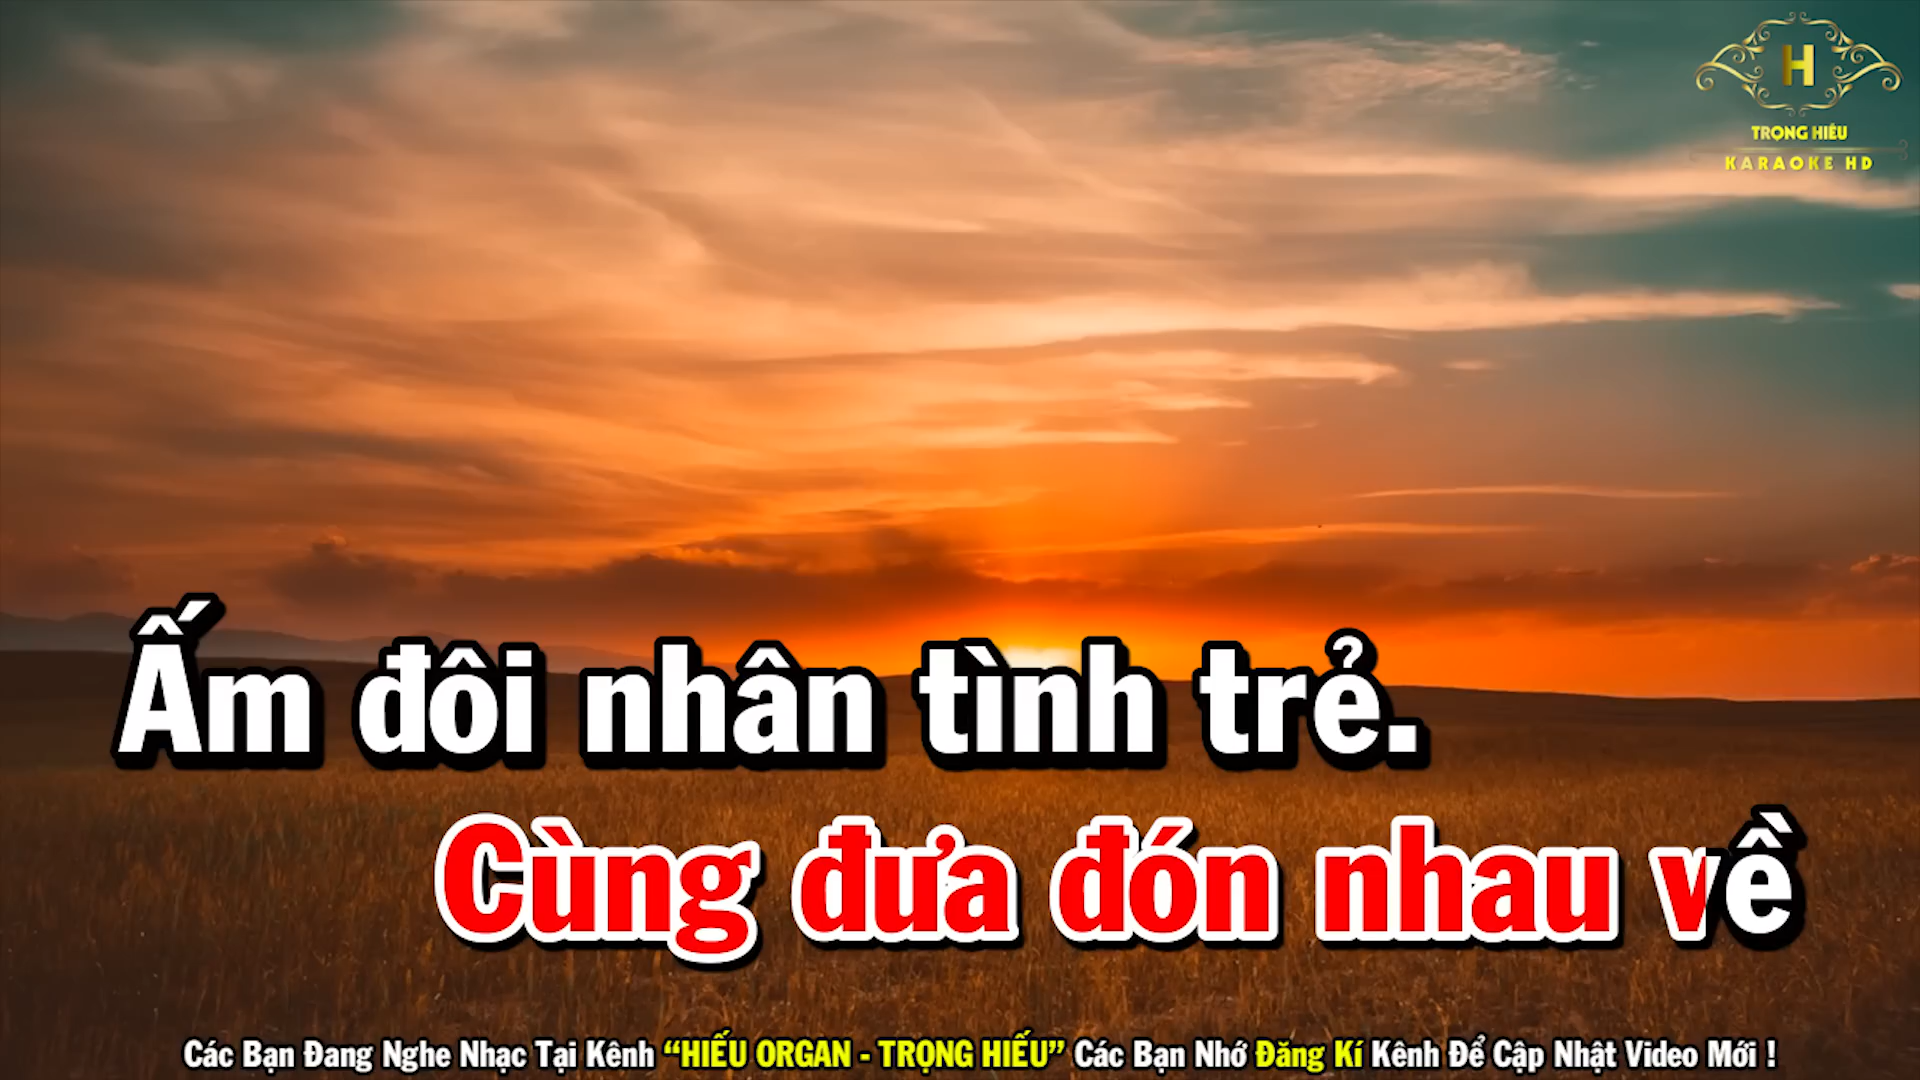 H
TRỌNG HIẾU
KARAOKE HD
Ấm đôi nhân tình trẻ.
Cùng đưa đón nhau về
Các Bạn Đang Nghe Nhạc Tại Kênh “HIẾU ORGAN - TRỌNG HIẾU” Các Bạn Nhớ Đăng Kí Kênh Để Cập Nhật Video Mới !